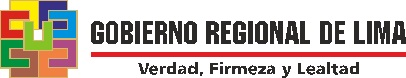 GOBIERNO REGIONAL DE LIMA
Verdad, Firmeza y Lealtad